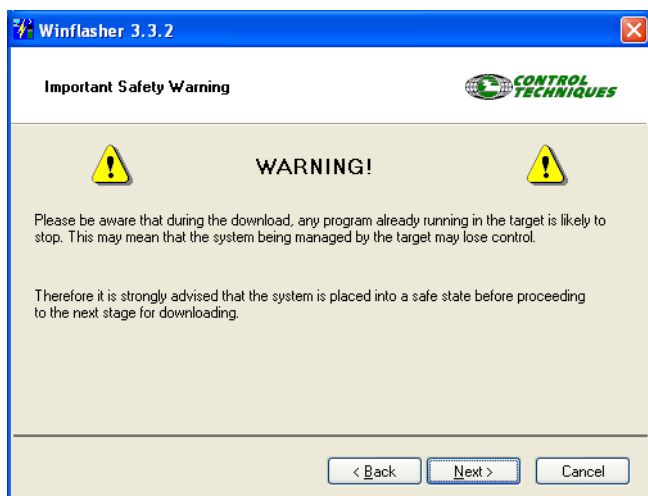 Winflasher 3.3.2
Important Safety Warning
CONTROL
TECHNIQUES
WARNING!
Please be aware that during the download, any program already running in the target is likely to
stop. This may mean that the system being managed by the target may lose control.
Therefore it is strongly advised that the system is placed into a safe state before proceeding
to the next stage for downloading.
< Back
Next >
Cancel